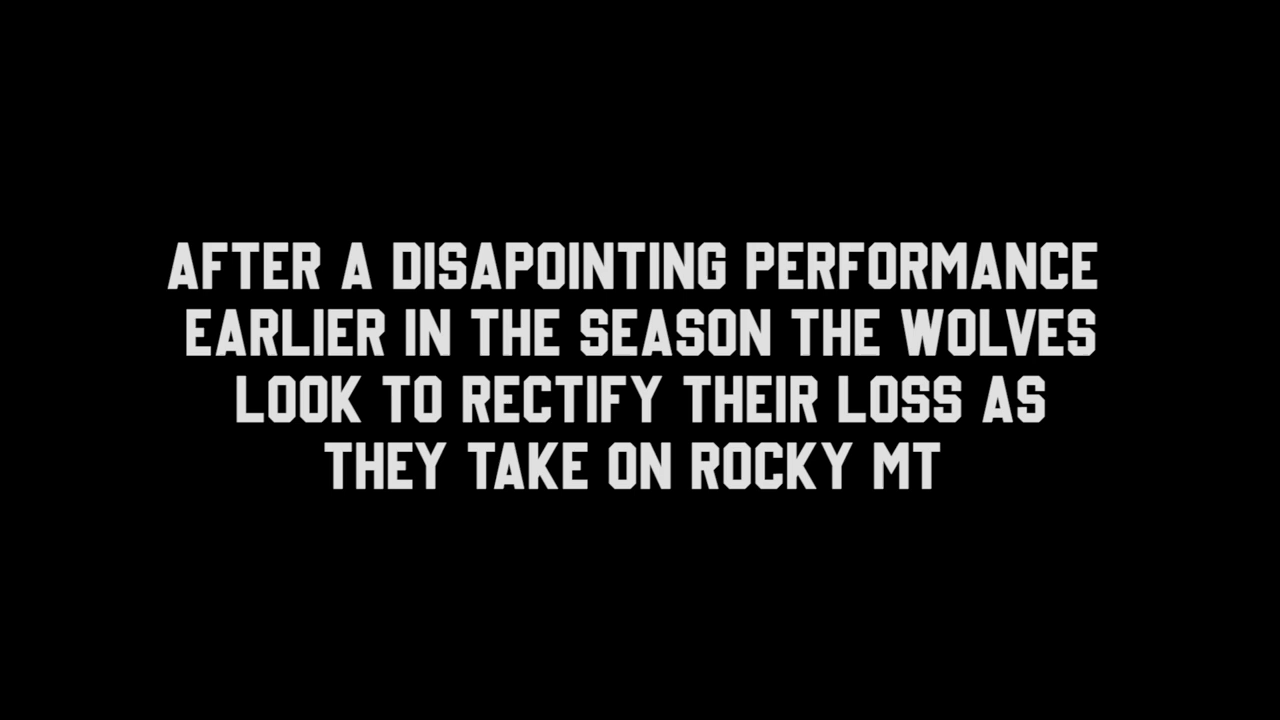 AFTER A DISAPOINTING PERFORMANCE
EARLIER IN THE SEASON THE WOLVES
LOOK TO RECTIFY THEIR LOSS AS
THEY TAKE ON ROCKY MT